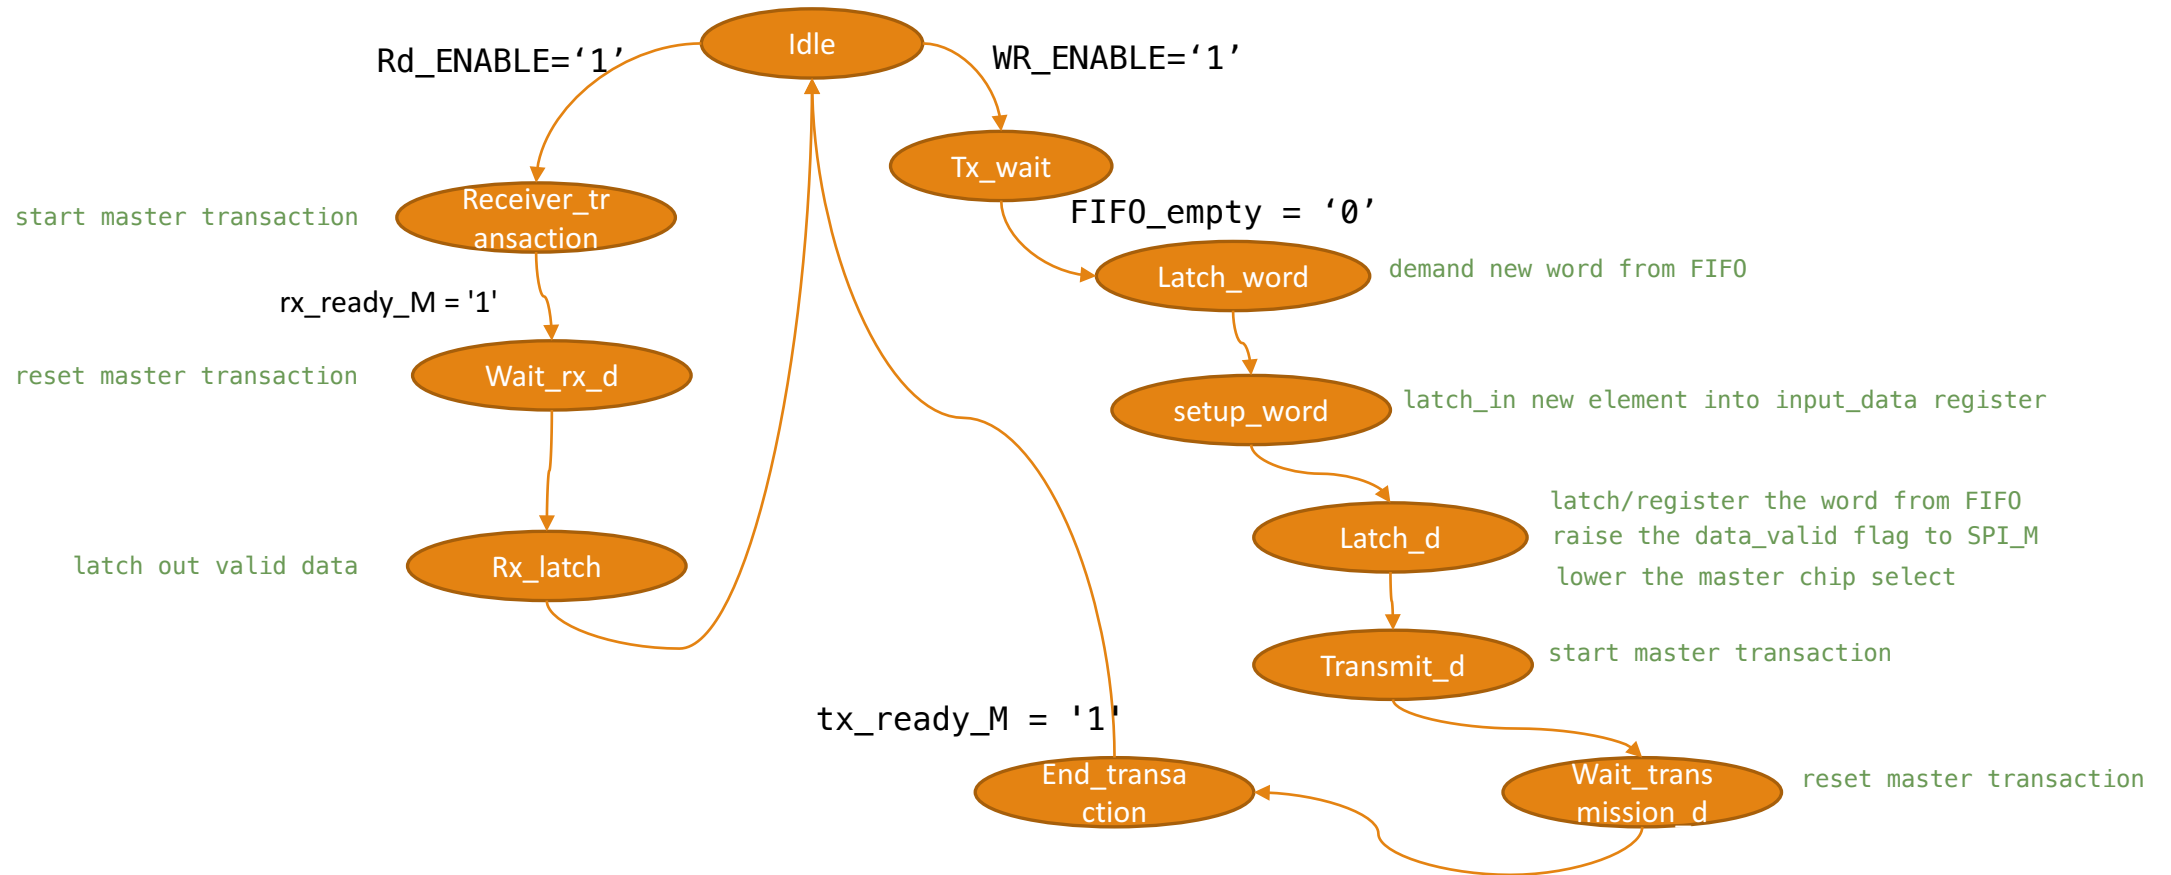 Idle
Rd_ENABLE=‘1’
WR_ENABLE=‘1’
Tx_wait
Receiver_tr
ansaction
start master transaction
FIFO_empty = ‘0’
Latch_word
demand new word from FIFO
rx_ready_M = '1'
Wait_rx_d
reset master transaction
setup_word
latch_in new element into input_data register
Rx_latch
latch out valid data
Latch_d
latch/register the word from FIFO
raise the data_valid flag to SPI_M
lower the master chip select
Transmit_d
start master transaction
tx_ready_M = '1'
End_transa
ction
Wait_trans
mission_d
reset master transaction